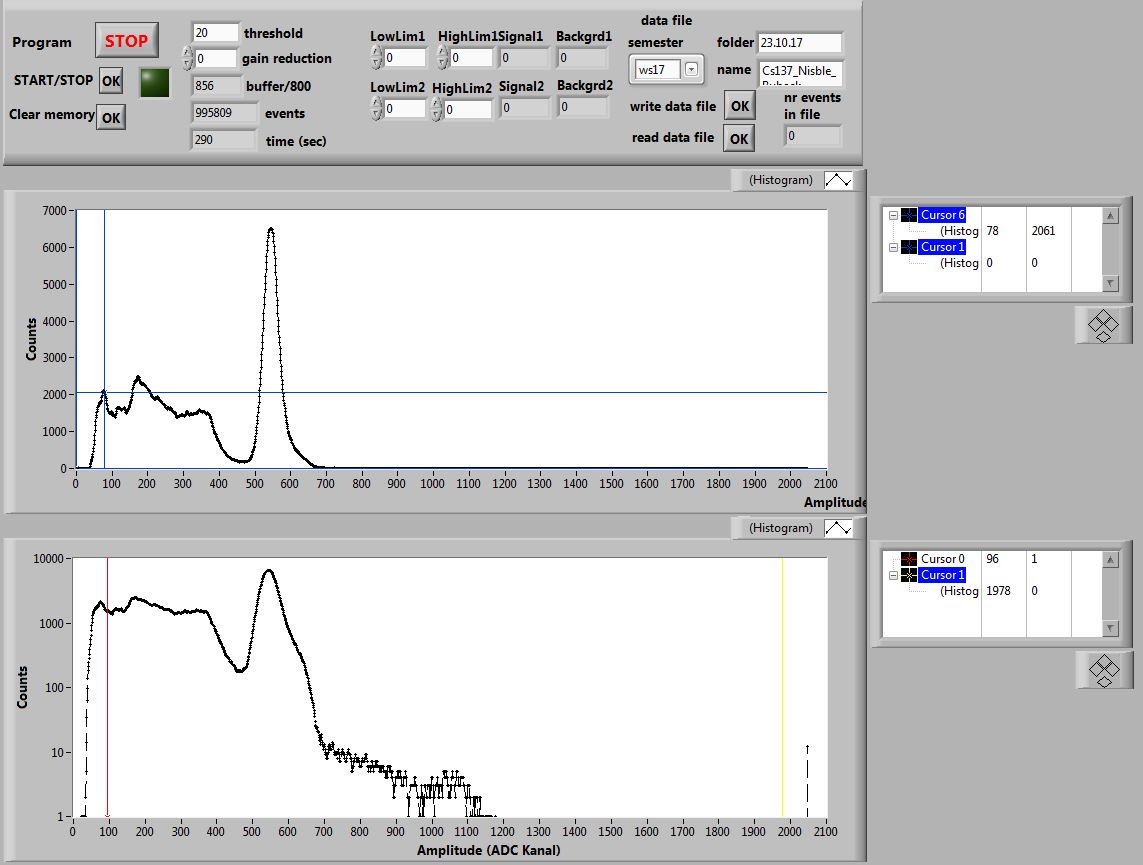 Program STOP
START/STOP OK
Clear memory OK
20 threshold
0 gain reduction
856 buffer/800
995809 events
290 time (sec)
LowLim1 HighLim1 Signal1 Backgrd1
0 0 0 0
LowLim2 HighLim2 Signal2 Backgrd2
0 0 0 0
data file
semester folder 23.10.17
ws17 name Cs137_Nisble_
write data file OK nr events
in file
read data file OK 0
(Histogram)
7000
6000
5000
4000
3000
2000
1000
0
Counts
0 100 200 300 400 500 600 700 800 900 1000 1100 1200 1300 1400 1500 1600 1700 1800 1900 2000 2100
Amplitude
Cursor 6
(Histog 78 2061
Cursor 1
(Histog 0 0
(Histogram)
10000
1000
100
10
1
Counts
0 100 200 300 400 500 600 700 800 900 1000 1100 1200 1300 1400 1500 1600 1700 1800 1900 2000 2100
Amplitude (ADC Kanal)
Cursor 0 96 1
Cursor 1
(Histog 1978 0